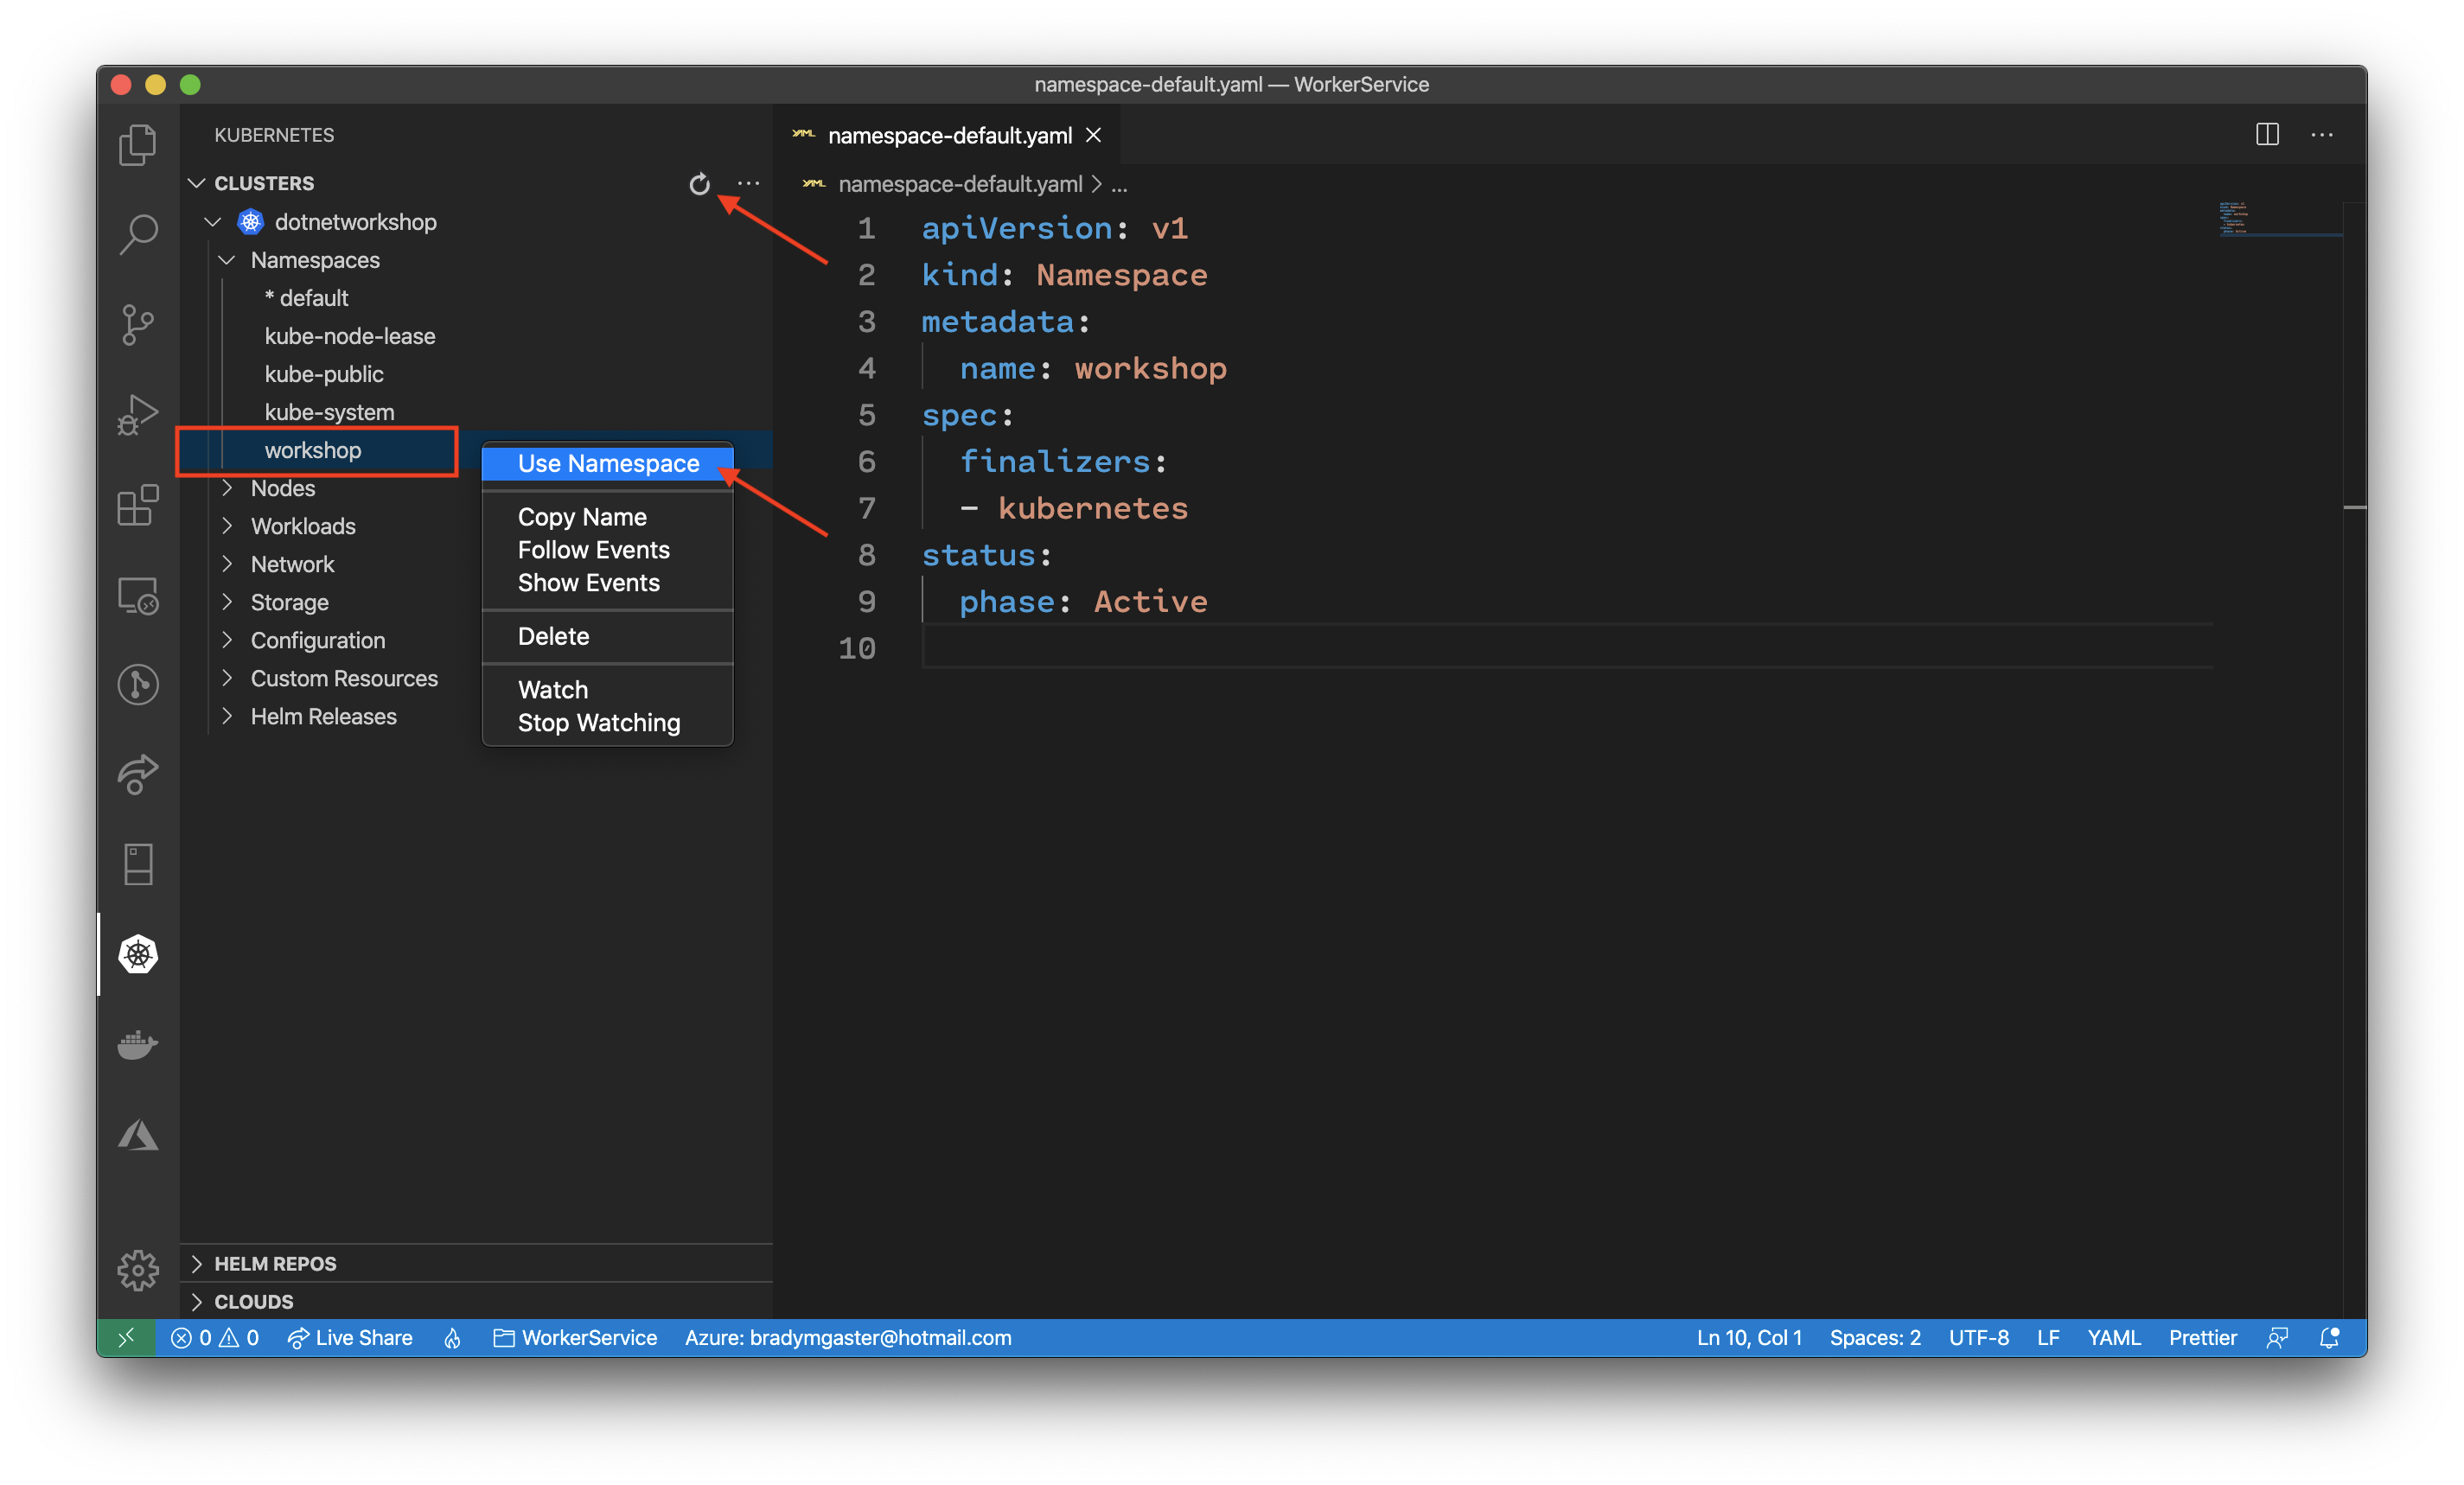 namespace-default.yaml — WorkerService
KUBERNETES
CLUSTERS
dotnetworkshop
Namespaces
* default
kube-node-lease
kube-public
kube-system
workshop
Nodes
Workloads
Network
Storage
Configuration
Custom Resources
Helm Releases
Use Namespace
Copy Name
Follow Events
Show Events
Delete
Watch
Stop Watching
HELM REPOS
CLOUDS
YAML namespace-default.yaml
YAML namespace-default.yaml > ...
1 apiVersion: v1
2 kind: Namespace
3 metadata:
4   name: workshop
5 spec:
6   finalizers:
7   - kubernetes
8 status:
9   phase: Active
10
0 0 Live Share WorkerService Azure: bradymgaster@hotmail.com Ln 10, Col 1 Spaces: 2 UTF-8 LF YAML Prettier